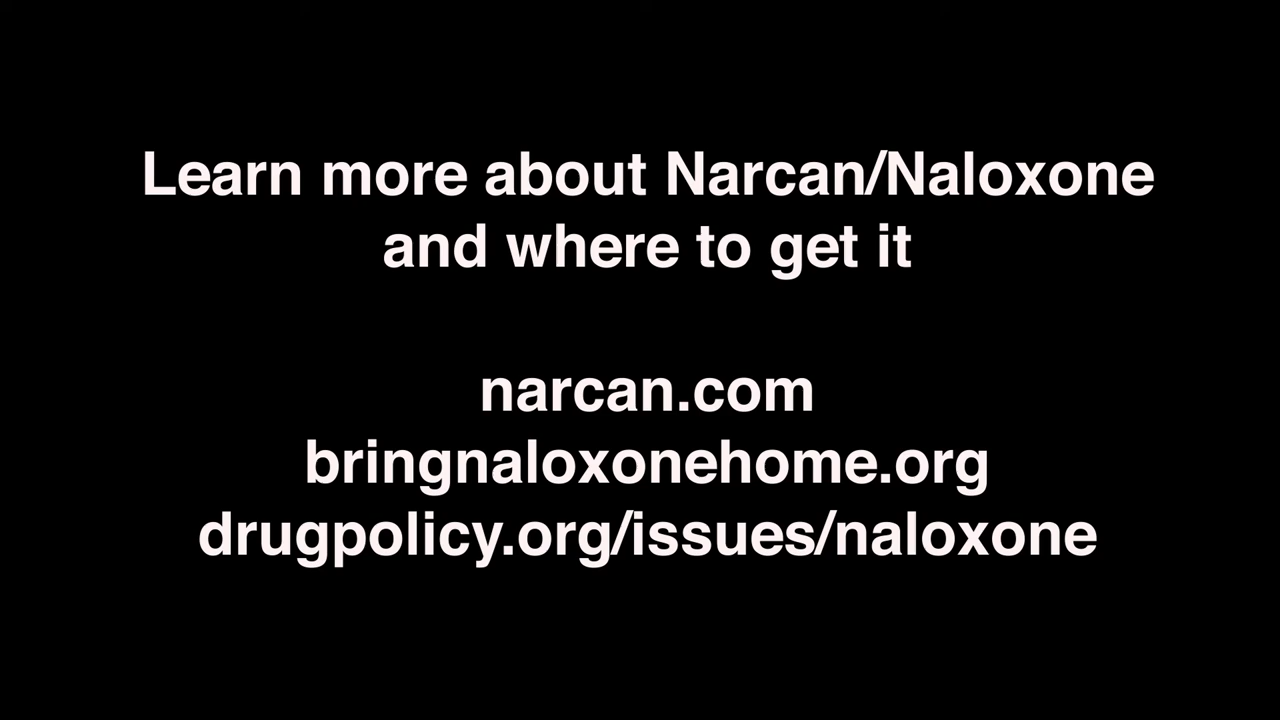 Learn more about Narcan/Naloxone
and where to get it
narcan.com
bringnaloxonehome.org
drugpolicy.org/issues/naloxone